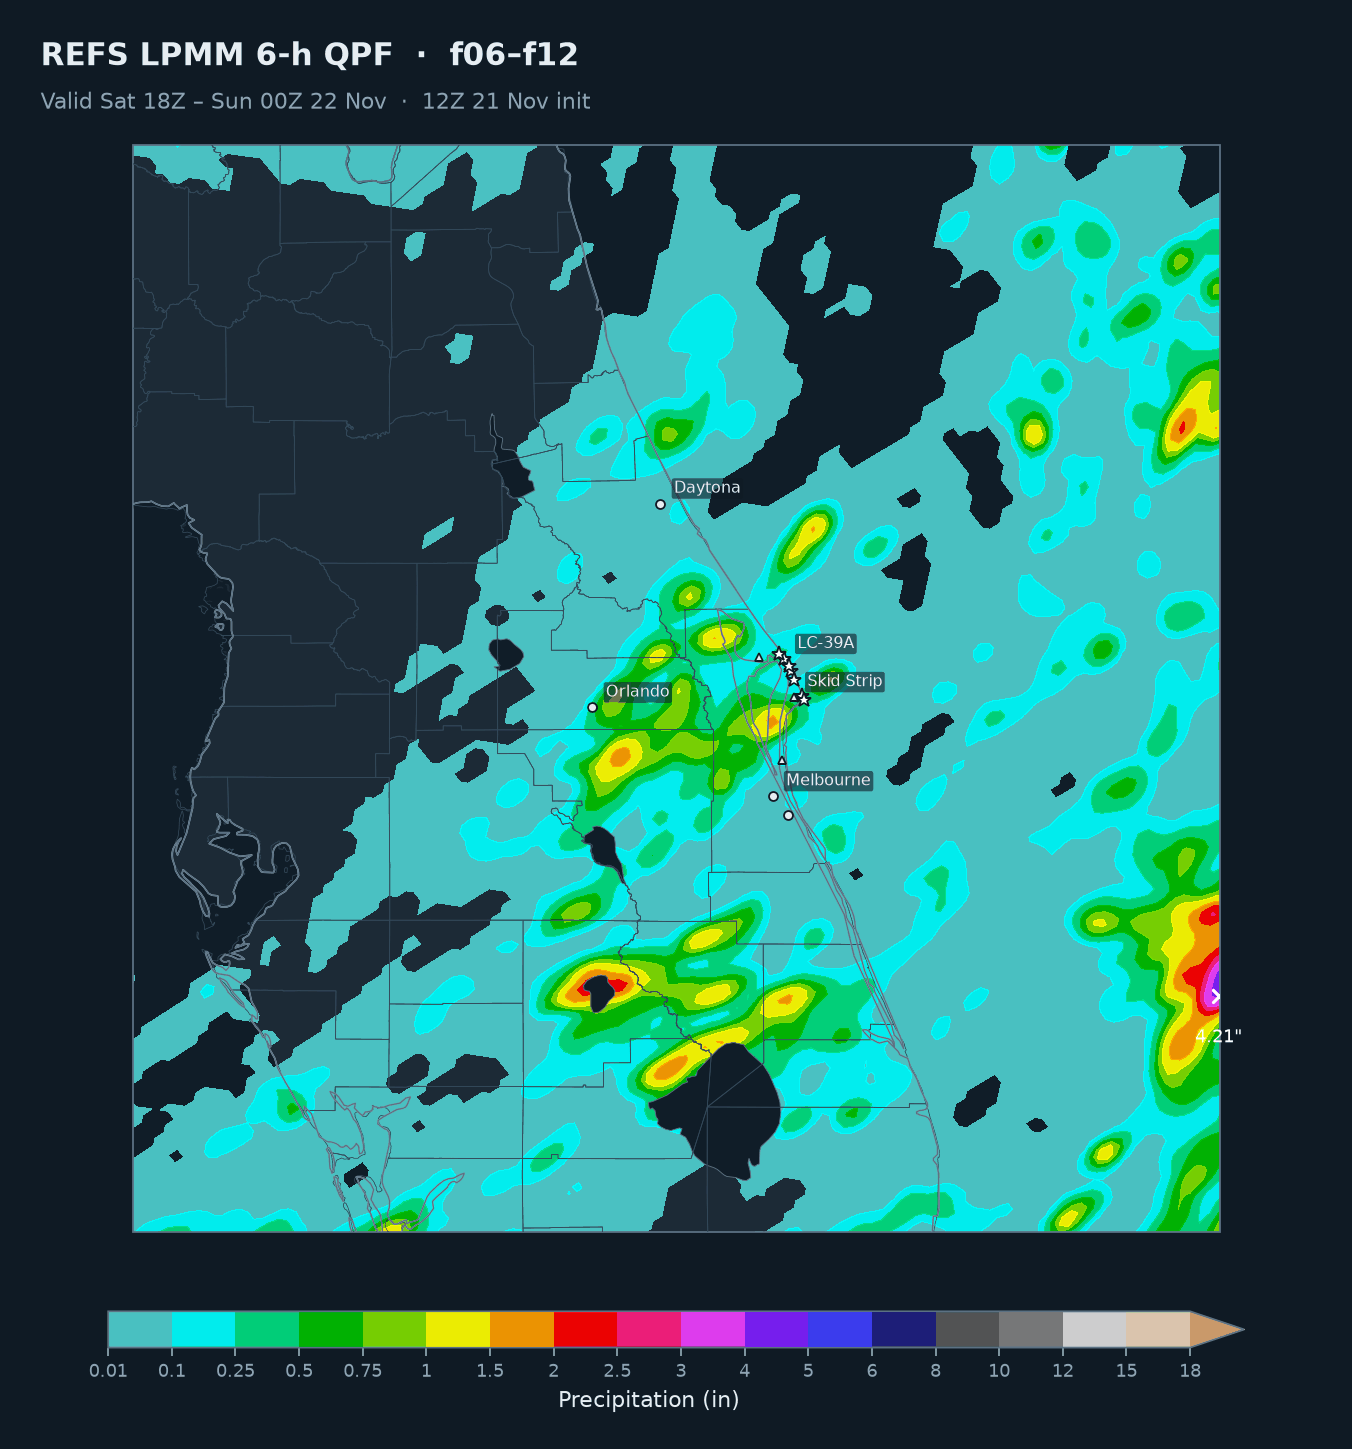 REFS LPMM 6-h QPF · f06–f12
Valid Sat 18Z – Sun 00Z 22 Nov · 12Z 21 Nov init
Daytona
LC-39A
Skid Strip
Orlando
Melbourne
4.21"
0.01 0.1 0.25 0.5 0.75 1 1.5 2 2.5 3 4 5 6 8 10 12 15 18
Precipitation (in)